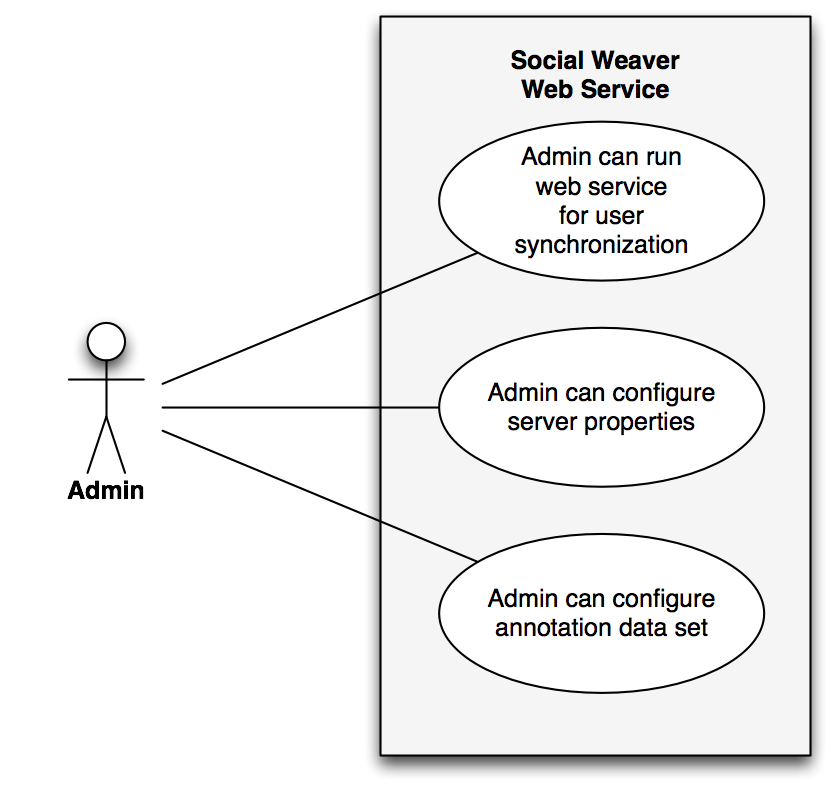 Social Weaver
Web Service
Admin can run
web service
for user
synchronization
Admin can configure
server properties
Admin
Admin can configure
annotation data set